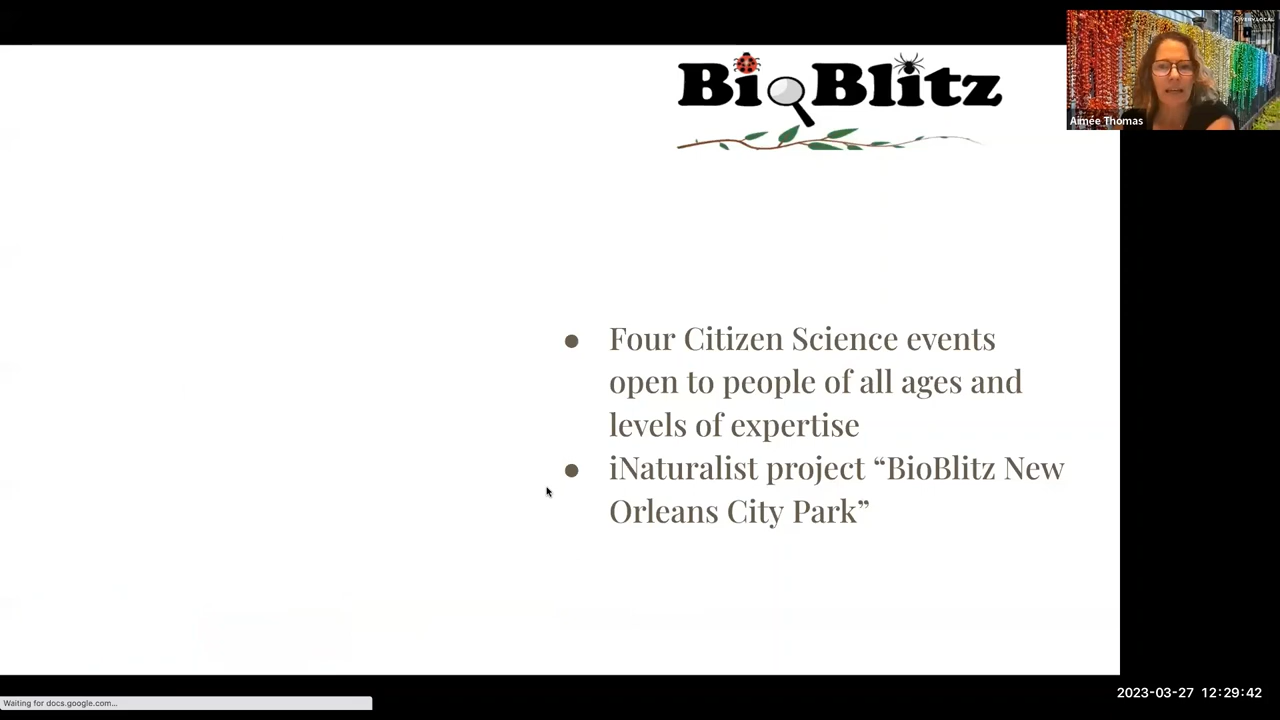 BioBlitz
Aimée Thomas
● Four Citizen Science events
open to people of all ages and
levels of expertise
● iNaturalist project “BioBlitz New
Orleans City Park”
Waiting for docs.google.com...
2023-03-27 12:29:42